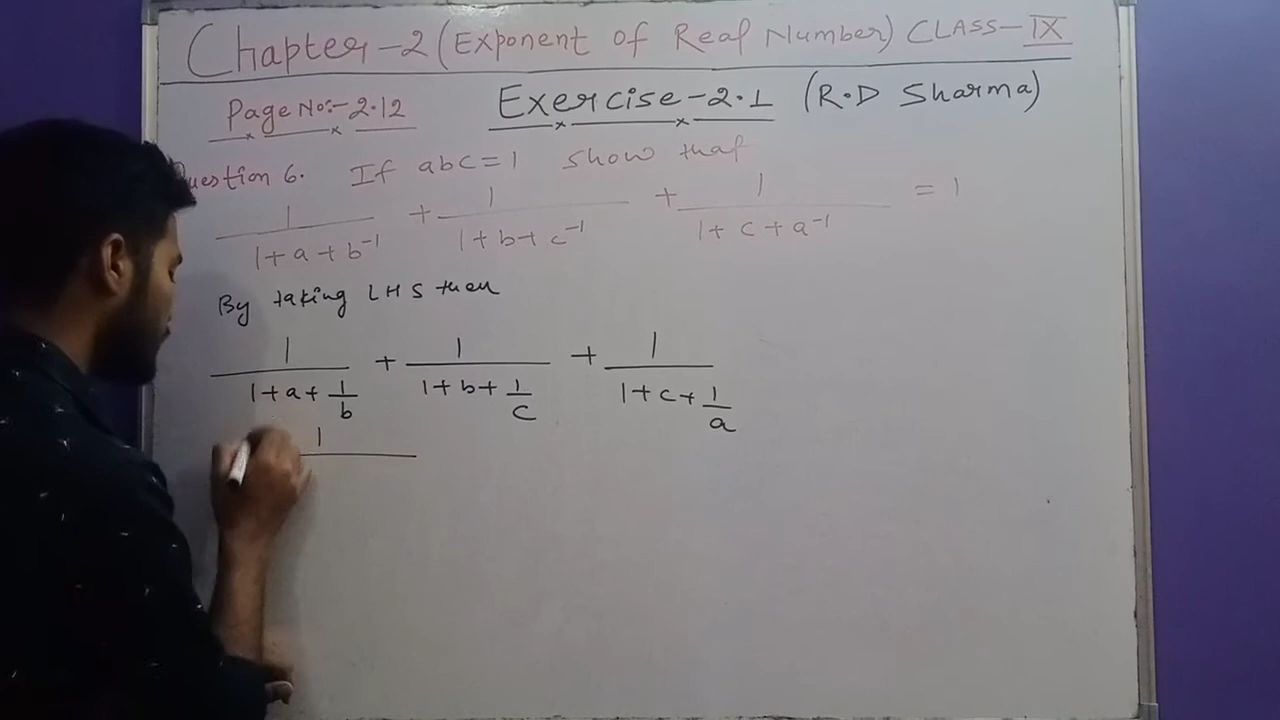 Chapter-2 (Exponent of Real Number) CLASS-IX
Page No:-2.12 Exercise-2.1 (R.D Sharma)
Question 6. If abc=1 show that
1/(1+a+b⁻¹) + 1/(1+b+c⁻¹) + 1/(1+c+a⁻¹) = 1
By taking LHS then
1/(1+a+1/b) + 1/(1+b+1/c) + 1/(1+c+1/a)
1